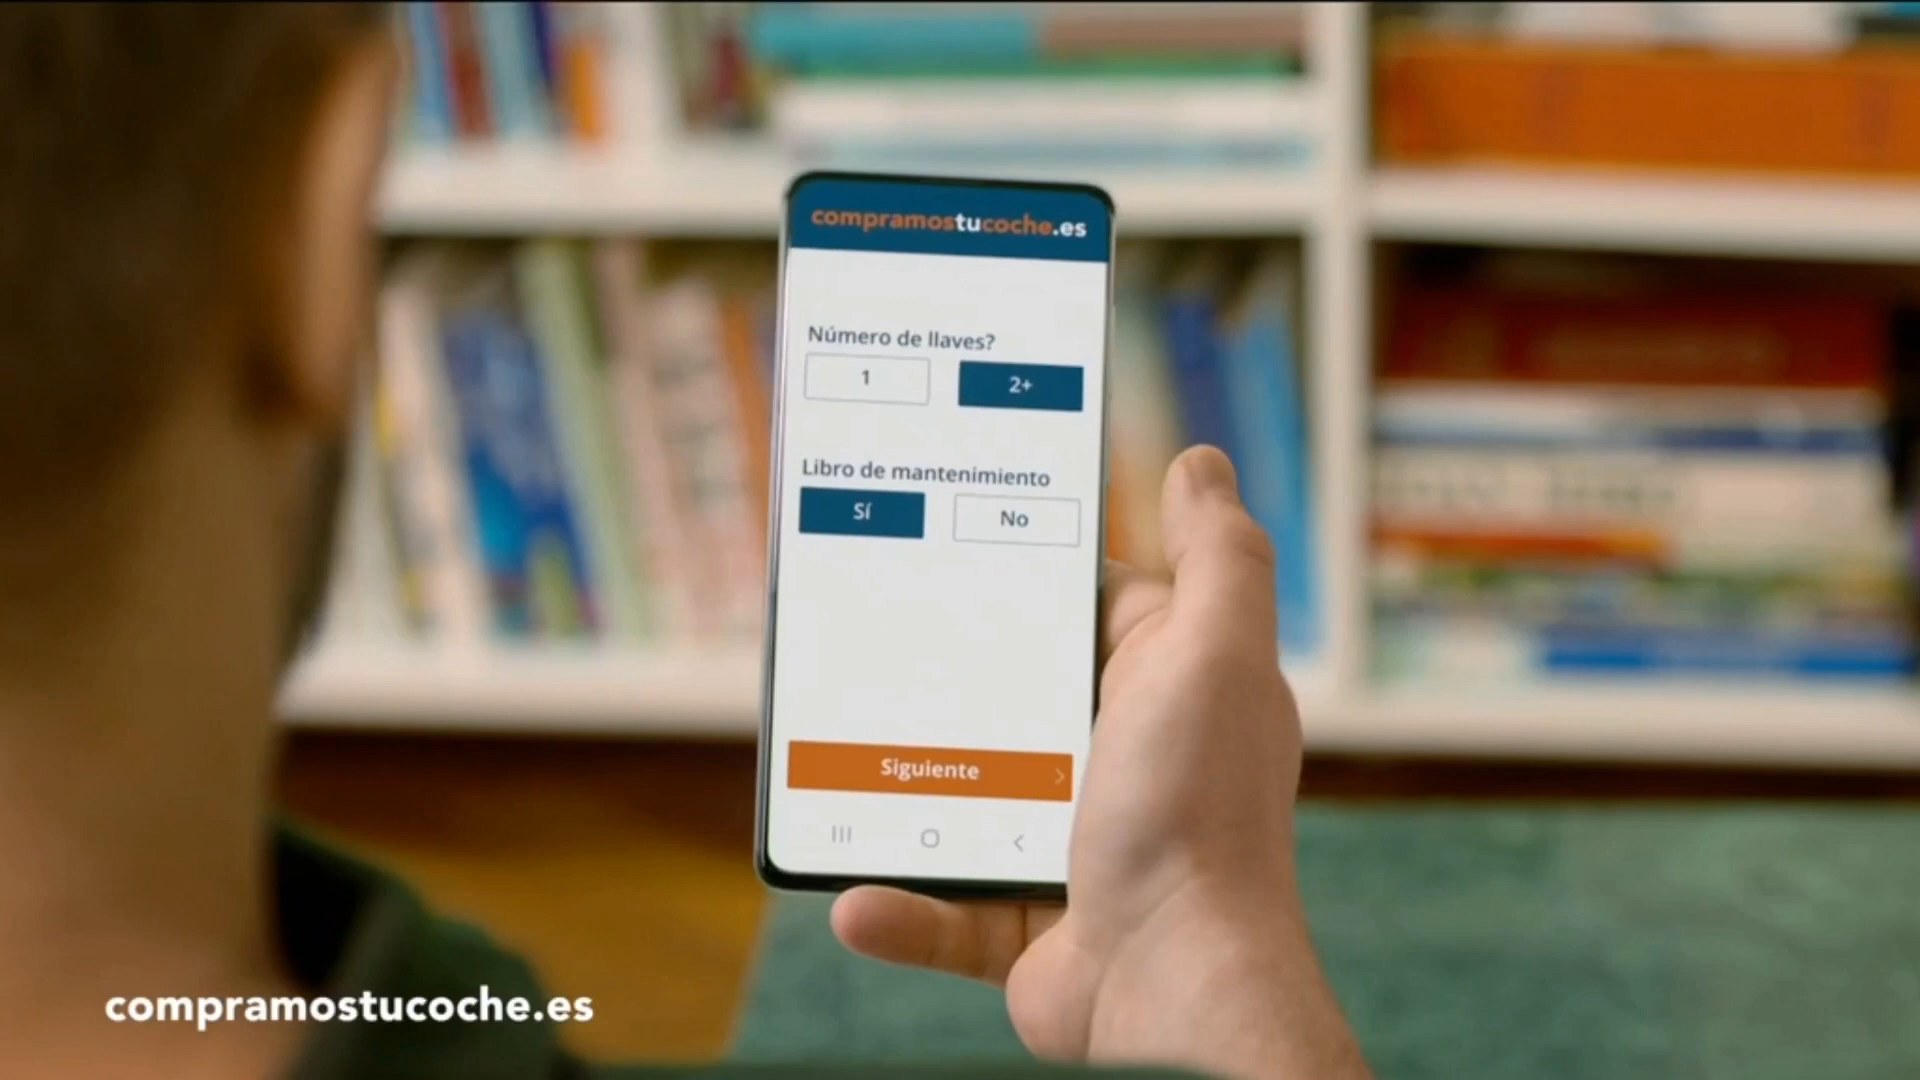 compramostucoche.es
Número de llaves?
1
2+
Libro de mantenimiento
Sí
No
Siguiente
compramostucoche.es